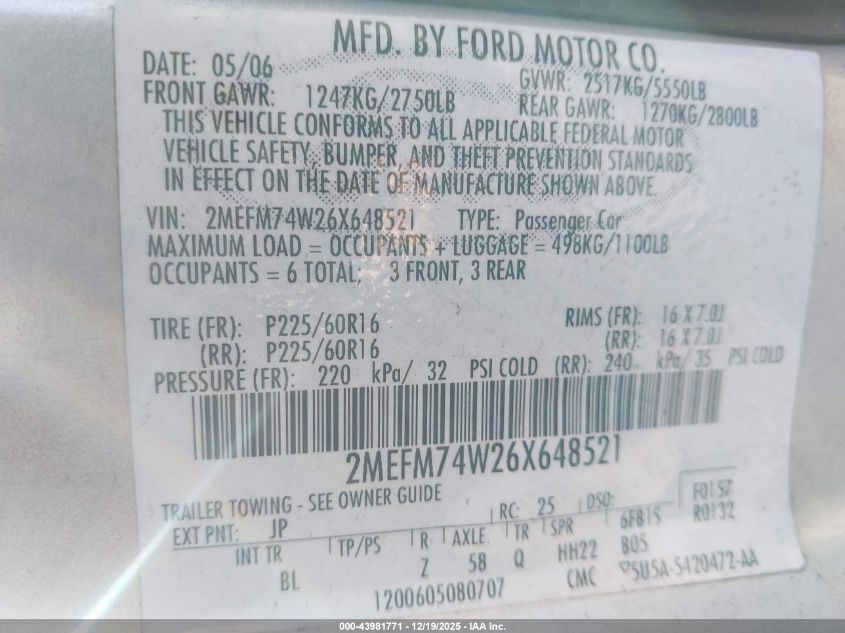 MFD. BY FORD MOTOR CO.
DATE: 05/06 GVWR: 2517KG/5550LB
FRONT GAWR: 1247KG/2750LB REAR GAWR: 1270KG/2800LB
THIS VEHICLE CONFORMS TO ALL APPLICABLE FEDERAL MOTOR
VEHICLE SAFETY, BUMPER, AND THEFT PREVENTION STANDARDS
IN EFFECT ON THE DATE OF MANUFACTURE SHOWN ABOVE.
VIN: 2MEFM74W26X648521 TYPE: Passenger Car
MAXIMUM LOAD = OCCUPANTS + LUGGAGE = 498KG/1100LB
OCCUPANTS = 6 TOTAL; 3 FRONT, 3 REAR
TIRE (FR): P225/60R16 RIMS (FR): 16 X 7.0J
(RR): P225/60R16 (RR): 16 X 7.0J
PRESSURE (FR): 220 kPa/ 32 PSI COLD (RR): 240 kPa/ 35 PSI COLD
2MEFM74W26X648521
TRAILER TOWING - SEE OWNER GUIDE RC: 25 DSO: F0157
EXT PNT: JP R0132
INT TR TP/PS R AXLE TR SPR 6F815
BL Z 58 Q HH22 B05
1200605080707 CMC 5U5A-5420472-AA
000-43981771 - 12/19/2025 - IAA Inc.